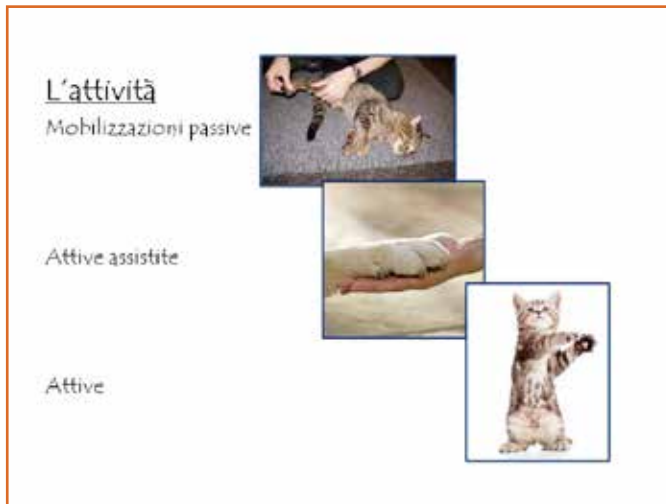 L'attività
Mobilizzazioni passive
Attive assistite
Attive